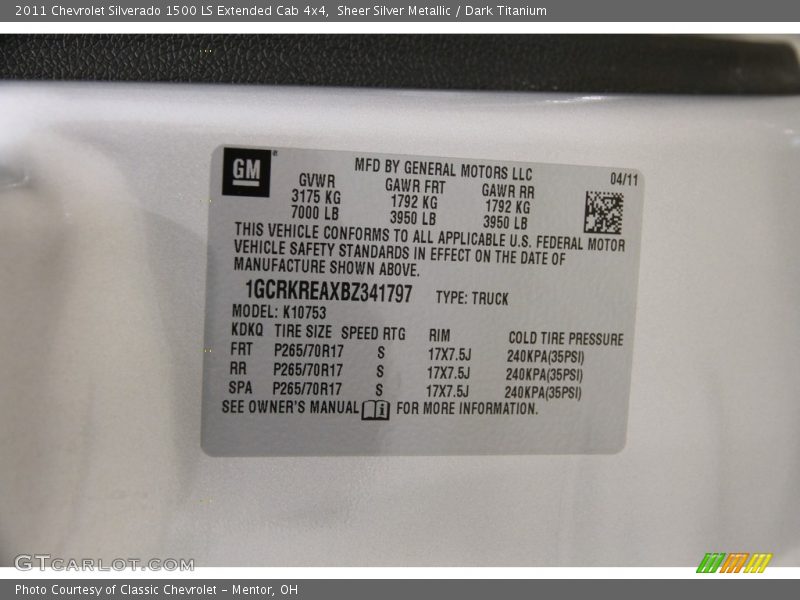 2011 Chevrolet Silverado 1500 LS Extended Cab 4x4,  Sheer Silver Metallic / Dark Titanium
GM
MFD BY GENERAL MOTORS LLC
04/11
GVWR GAWR FRT GAWR RR
3175 KG 1792 KG 1792 KG
7000 LB 3950 LB 3950 LB
THIS VEHICLE CONFORMS TO ALL APPLICABLE U.S. FEDERAL MOTOR
VEHICLE SAFETY STANDARDS IN EFFECT ON THE DATE OF
MANUFACTURE SHOWN ABOVE.
1GCRKREAXBZ341797 TYPE: TRUCK
MODEL: K10753
KDKQ TIRE SIZE SPEED RTG RIM COLD TIRE PRESSURE
FRT P265/70R17 S 17X7.5J 240KPA(35PSI)
RR P265/70R17 S 17X7.5J 240KPA(35PSI)
SPA P265/70R17 S 17X7.5J 240KPA(35PSI)
SEE OWNER'S MANUAL i FOR MORE INFORMATION.
GTCARLOT.COM
Photo Courtesy of Classic Chevrolet - Mentor, OH